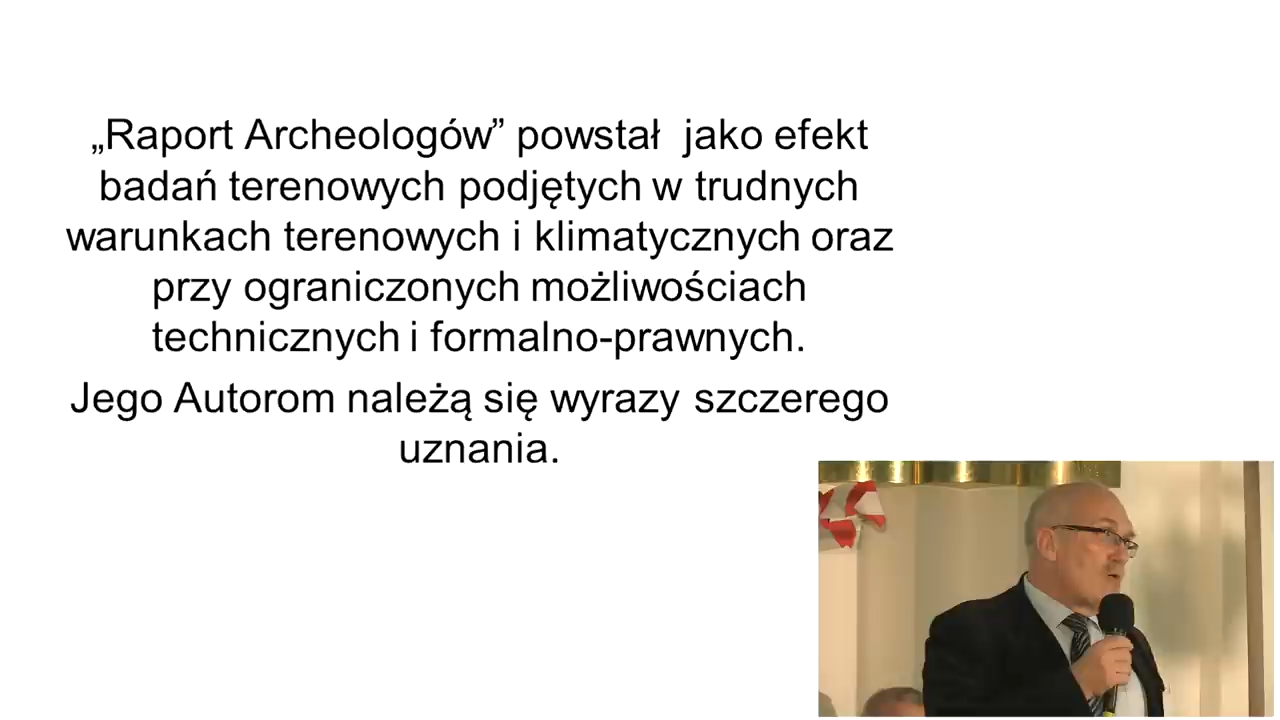 „Raport Archeologów” powstał jako efekt
badań terenowych podjętych w trudnych
warunkach terenowych i klimatycznych oraz
przy ograniczonych możliwościach
technicznych i formalno-prawnych.
Jego Autorom należą się wyrazy szczerego
uznania.